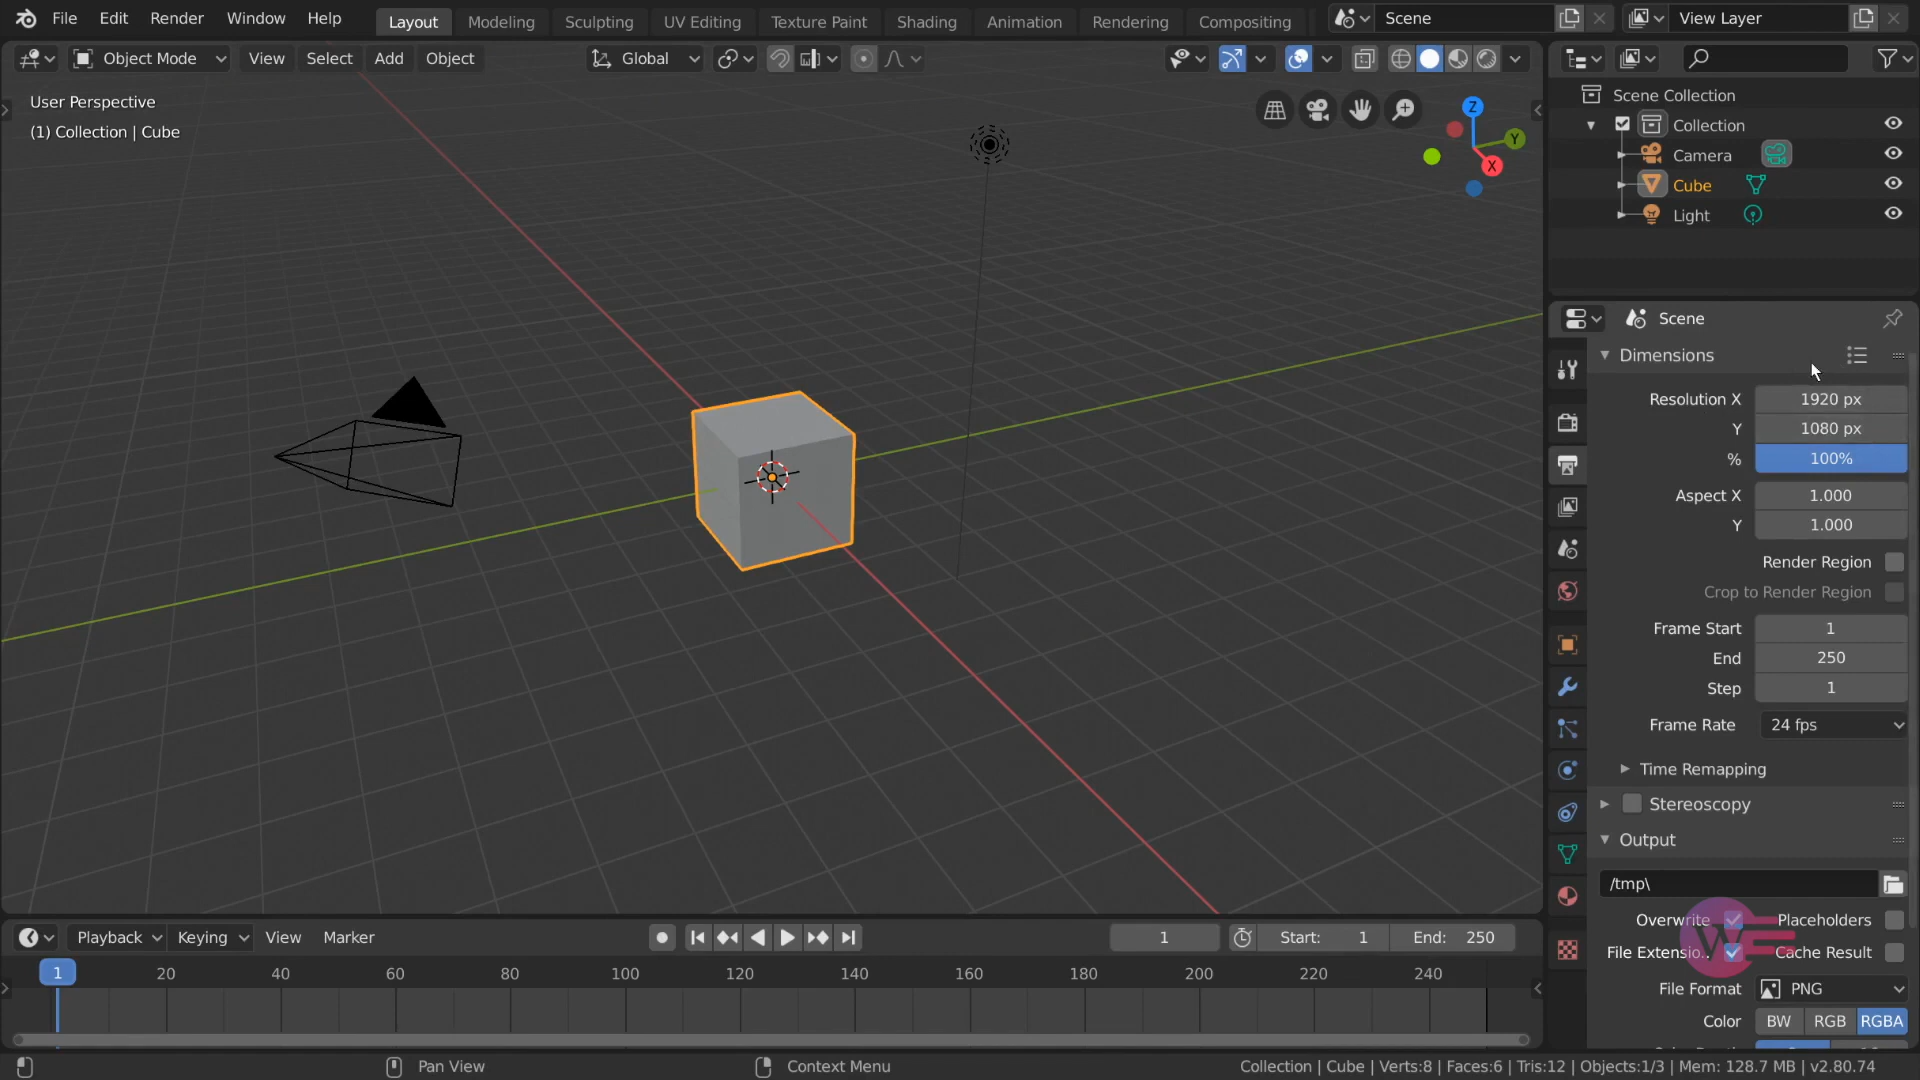 File Edit Render Window Help Layout Modeling Sculpting UV Editing Texture Paint Shading Animation Rendering Compositing Scene View Layer
Object Mode View Select Add Object Global
User Perspective
(1) Collection | Cube
Z
Y
X
Scene Collection
Collection
Camera
Cube
Light
Scene
Dimensions
Resolution X 1920 px
Y 1080 px
% 100%
Aspect X 1.000
Y 1.000
Render Region
Crop to Render Region
Frame Start 1
End 250
Step 1
Frame Rate 24 fps
Time Remapping
Stereoscopy
Output
/tmp\
Overwrite Placeholders
File Extensio.. Cache Result
File Format PNG
Color BW RGB RGBA
Playback Keying View Marker 1 Start: 1 End: 250
1 20 40 60 80 100 120 140 160 180 200 220 240
Pan View Context Menu Collection | Cube | Verts:8 | Faces:6 | Tris:12 | Objects:1/3 | Mem: 128.7 MB | v2.80.74